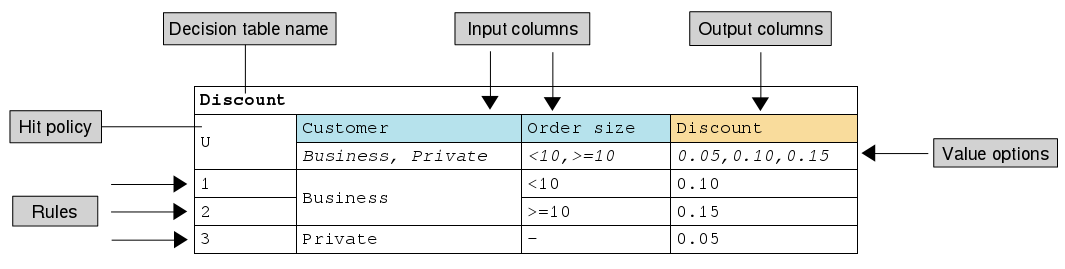 Decision table name
Input columns
Output columns
Discount
Hit policy
U
Customer
Order size
Discount
Business, Private
<10,>=10
0.05,0.10,0.15
Value options
Rules
1
Business
<10
0.10
2
>=10
0.15
3
Private
-
0.05